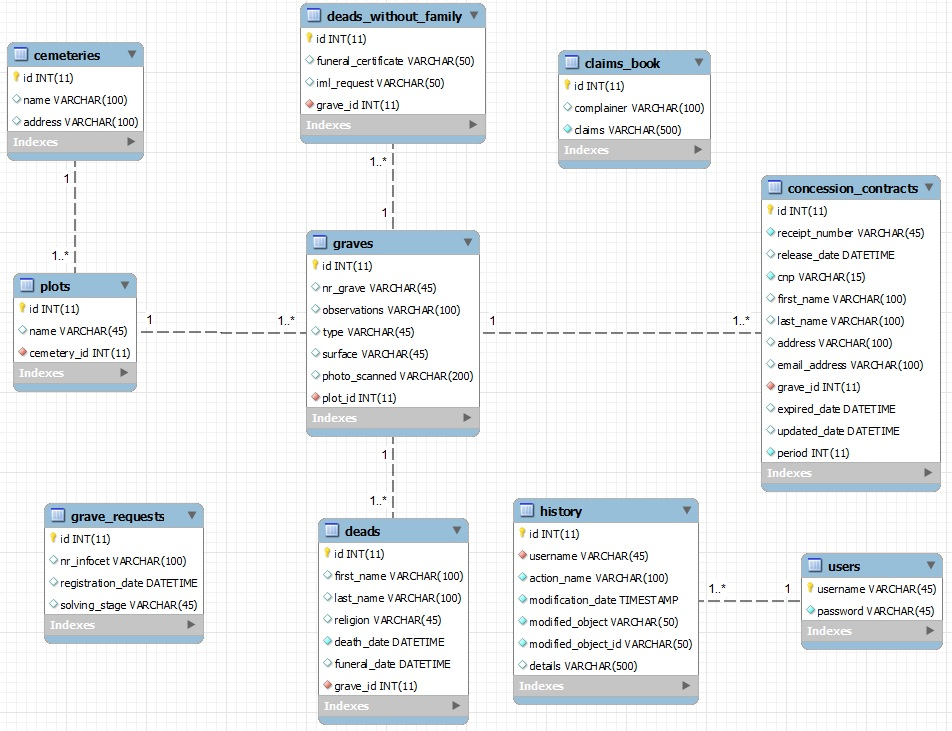 cemeteries
id INT(11)
name VARCHAR(100)
address VARCHAR(100)
Indexes
deads_without_family
id INT(11)
funeral_certificate VARCHAR(50)
iml_request VARCHAR(50)
grave_id INT(11)
Indexes
claims_book
id INT(11)
complainer VARCHAR(100)
claims VARCHAR(500)
Indexes
1
1..*
1..*
1
plots
id INT(11)
name VARCHAR(45)
cemetery_id INT(11)
Indexes
1
1..*
graves
id INT(11)
nr_grave VARCHAR(45)
observations VARCHAR(100)
type VARCHAR(45)
surface VARCHAR(45)
photo_scanned VARCHAR(200)
plot_id INT(11)
Indexes
1
1..*
concession_contracts
id INT(11)
receipt_number VARCHAR(45)
release_date DATETIME
cnp VARCHAR(15)
first_name VARCHAR(100)
last_name VARCHAR(100)
address VARCHAR(100)
email_address VARCHAR(100)
grave_id INT(11)
expired_date DATETIME
updated_date DATETIME
period INT(11)
Indexes
1
1..*
grave_requests
id INT(11)
nr_infocet VARCHAR(100)
registration_date DATETIME
solving_stage VARCHAR(45)
Indexes
deads
id INT(11)
first_name VARCHAR(100)
last_name VARCHAR(100)
religion VARCHAR(45)
death_date DATETIME
funeral_date DATETIME
grave_id INT(11)
Indexes
history
id INT(11)
username VARCHAR(45)
action_name VARCHAR(100)
modification_date TIMESTAMP
modified_object VARCHAR(50)
modified_object_id VARCHAR(50)
details VARCHAR(500)
Indexes
1..*
1
users
username VARCHAR(45)
password VARCHAR(45)
Indexes